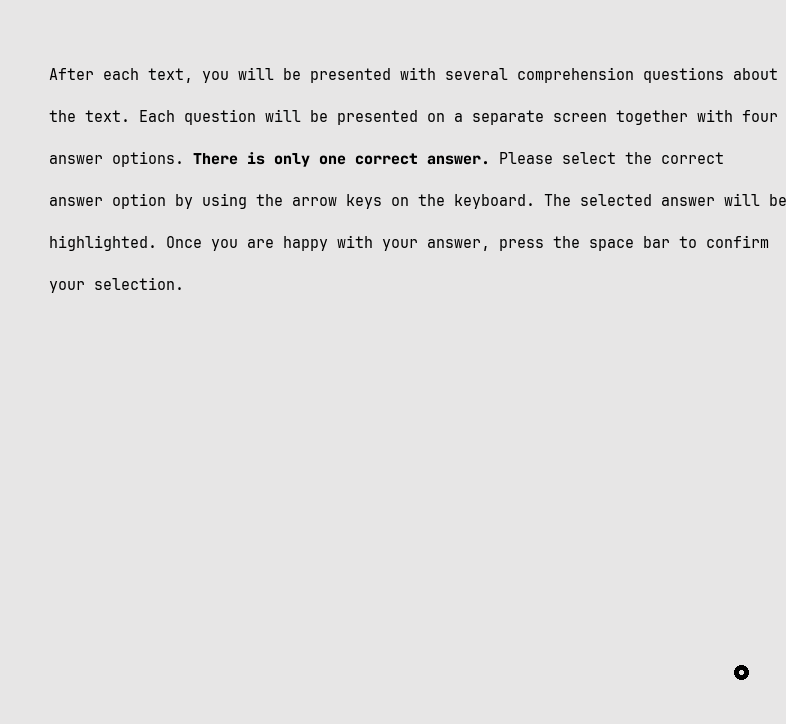 After each text, you will be presented with several comprehension questions about
the text. Each question will be presented on a separate screen together with four
answer options. There is only one correct answer. Please select the correct
answer option by using the arrow keys on the keyboard. The selected answer will be
highlighted. Once you are happy with your answer, press the space bar to confirm
your selection.